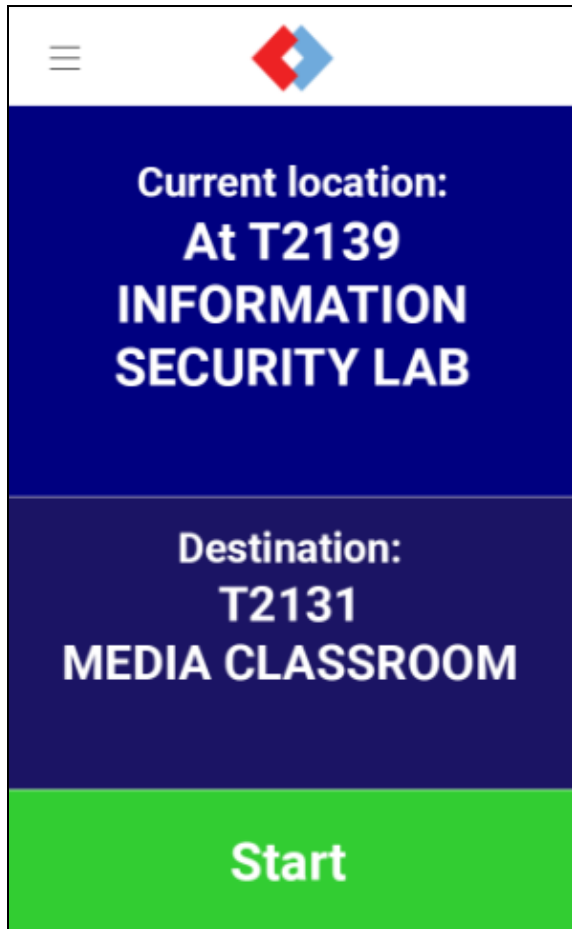 Current location:
At T2139
INFORMATION
SECURITY LAB
Destination:
T2131
MEDIA CLASSROOM
Start